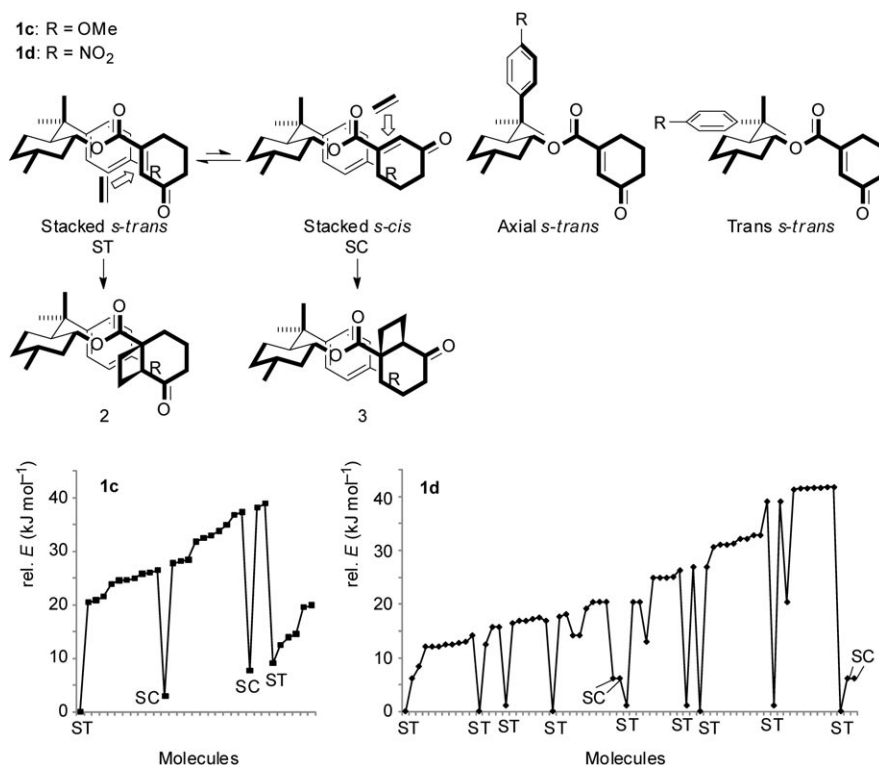 1c: R = OMe
1d: R = NO2
R
O
O
R
O
Stacked s-trans
ST
O
O
R
O
Stacked s-cis
SC
R
O
O
O
Axial s-trans
R
O
O
O
Trans s-trans
O
O
R
O
2
O
O
R
O
3
1c
rel. E (kJ mol–1)
40
30
20
10
0
ST
SC
SC
ST
Molecules
1d
rel. E (kJ mol–1)
40
30
20
10
0
ST
ST
ST
ST
SC
ST
ST
ST
ST
SC
ST
Molecules